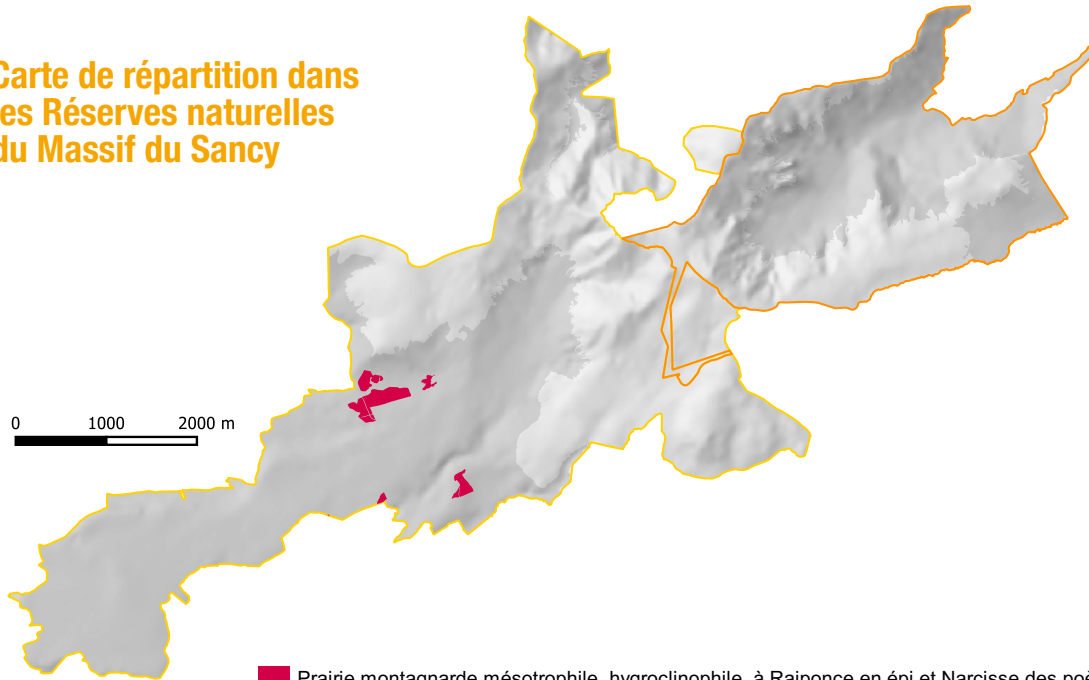 Carte de répartition dans
les Réserves naturelles
du Massif du Sancy
0 1000 2000 m
Prairie montagnarde mésotrophile, hygroclinophile, à Raiponce en épi et Narcisse des